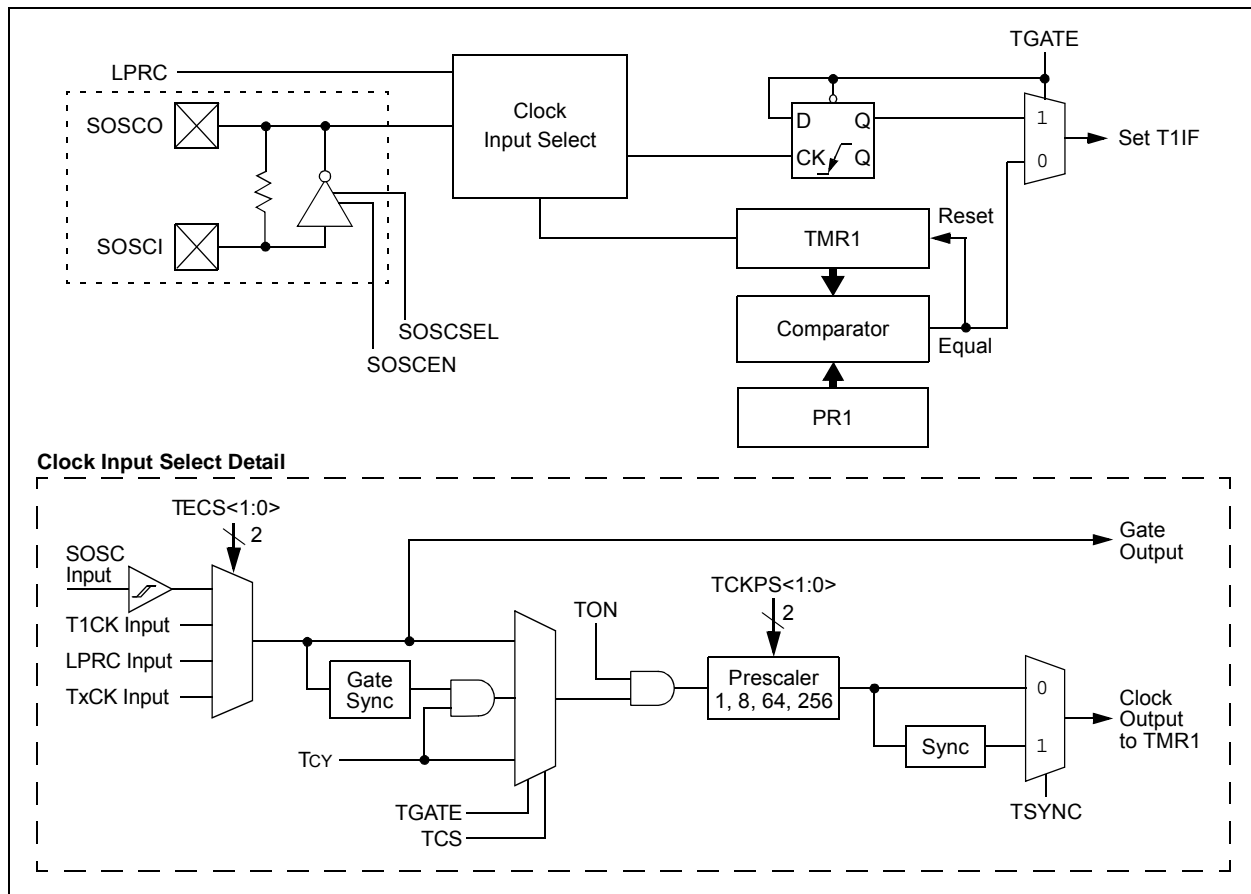 TGATE
LPRC
Clock
Input Select
SOSCO
D Q
1
Set T1IF
CK Q
0
SOSCI
Reset
TMR1
SOSCSEL
SOSCEN
Comparator
Equal
PR1
Clock Input Select Detail
TECS<1:0>
2
SOSC
Input
Gate
Output
TCKPS<1:0>
2
TON
T1CK Input
LPRC Input
TxCK Input
Gate
Sync
Prescaler
1, 8, 64, 256
0
Clock
Output
to TMR1
Sync
1
TCY
TGATE
TCS
TSYNC